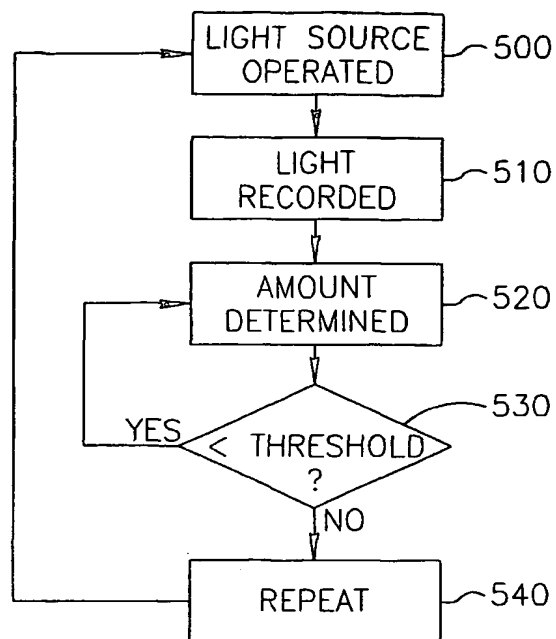 LIGHT SOURCE
OPERATED
500
LIGHT
RECORDED
510
AMOUNT
DETERMINED
520
530
YES
< THRESHOLD
?
NO
REPEAT
540